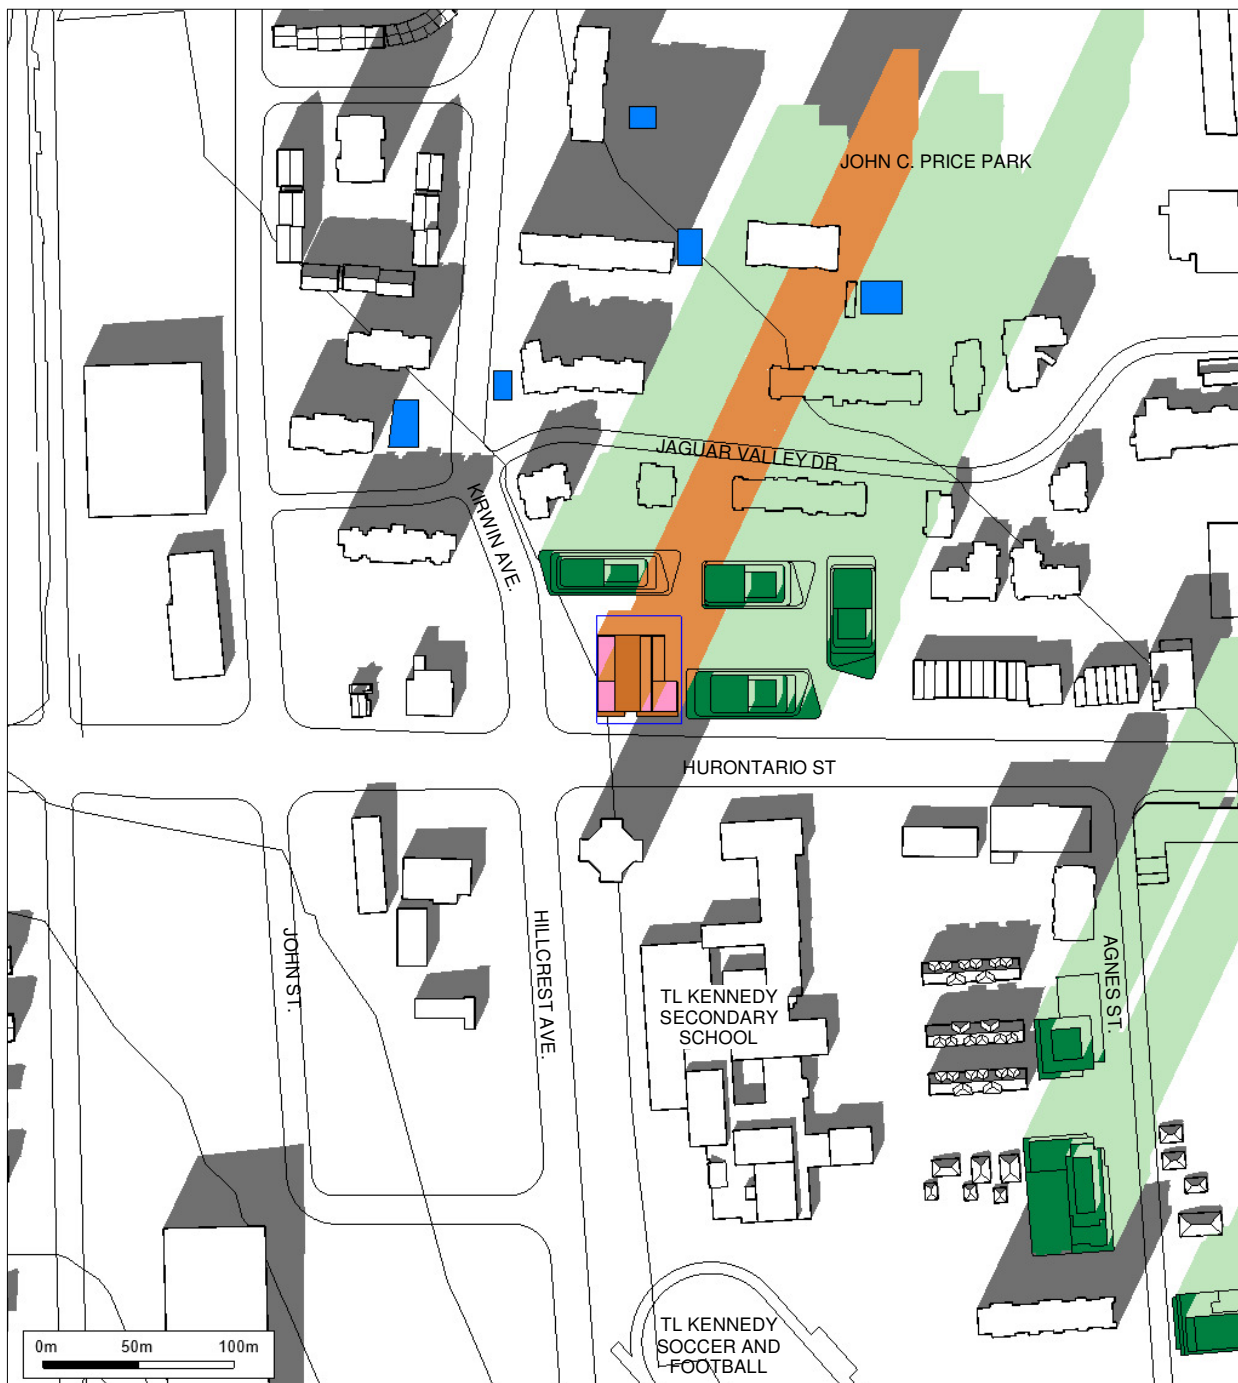 JOHN C. PRICE PARK
JAGUAR VALLEY DR.
KIRWIN AVE.
HURONTARIO ST
JOHN ST.
HILLCREST AVE.
AGNES ST.
TL KENNEDY
SECONDARY
SCHOOL
TL KENNEDY
SOCCER AND
FOOTBALL
0m 50m 100m